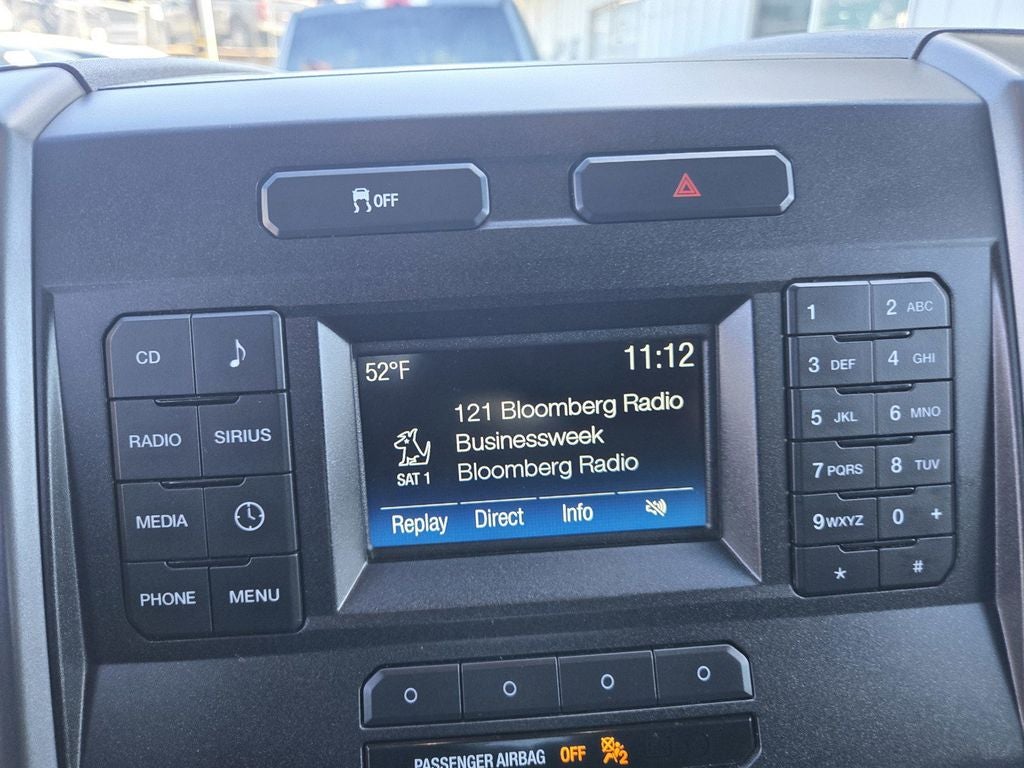 OFF
CD
RADIO SIRIUS
MEDIA
PHONE MENU
52°F 11:12
121 Bloomberg Radio
Businessweek
SAT 1 Bloomberg Radio
Replay Direct Info
1 2 ABC
3 DEF 4 GHI
5 JKL 6 MNO
7 PQRS 8 TUV
9 WXYZ 0 +
* #
PASSENGER AIRBAG OFF 2